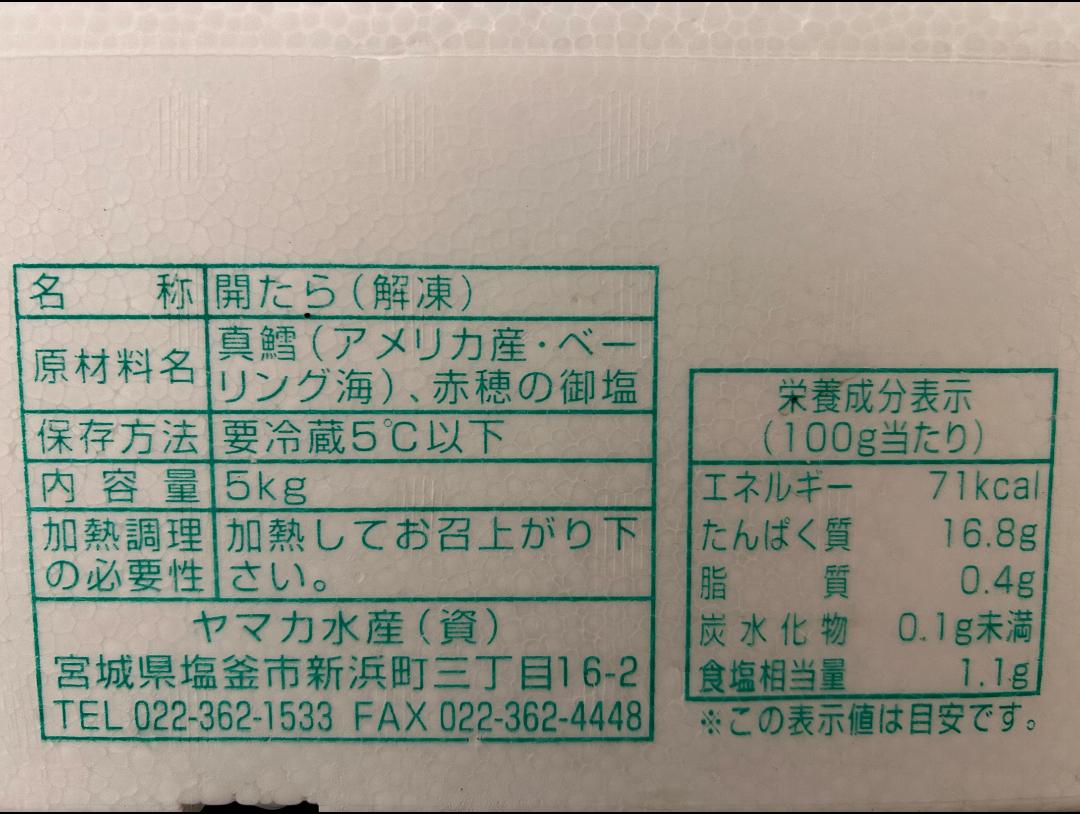 名称 開たら(解凍)
原材料名 真鱈(アメリカ産・ベー
リング海)、赤穂の御塩
保存方法 要冷蔵5℃以下
内容量 5kg
加熱調理 加熱してお召上がり下
の必要性 さい。
ヤマカ水産(資)
宮城県塩釜市新浜町三丁目16-2
TEL 022-362-1533 FAX 022-362-4448
栄養成分表示
(100g当たり)
エネルギー 71kcal
たんぱく質 16.8g
脂質 0.4g
炭水化物 0.1g未満
食塩相当量 1.1g
※この表示値は目安です。